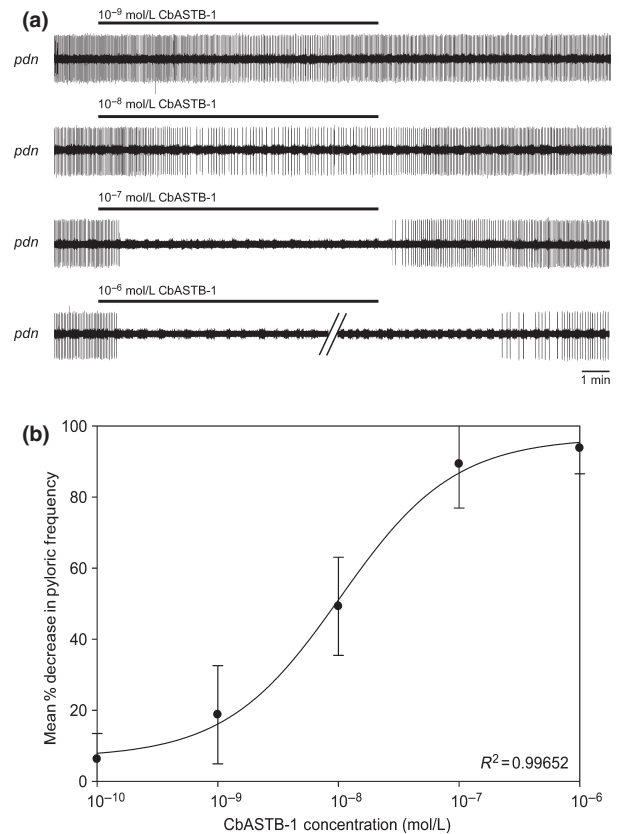 (a)
10⁻⁹ mol/L CbASTB-1
pdn
10⁻⁸ mol/L CbASTB-1
pdn
10⁻⁷ mol/L CbASTB-1
pdn
10⁻⁶ mol/L CbASTB-1
pdn
1 min
(b)
Mean % decrease in pyloric frequency
100
80
60
40
20
0
R² = 0.99652
10⁻¹⁰ 10⁻⁹ 10⁻⁸ 10⁻⁷ 10⁻⁶
CbASTB-1 concentration (mol/L)